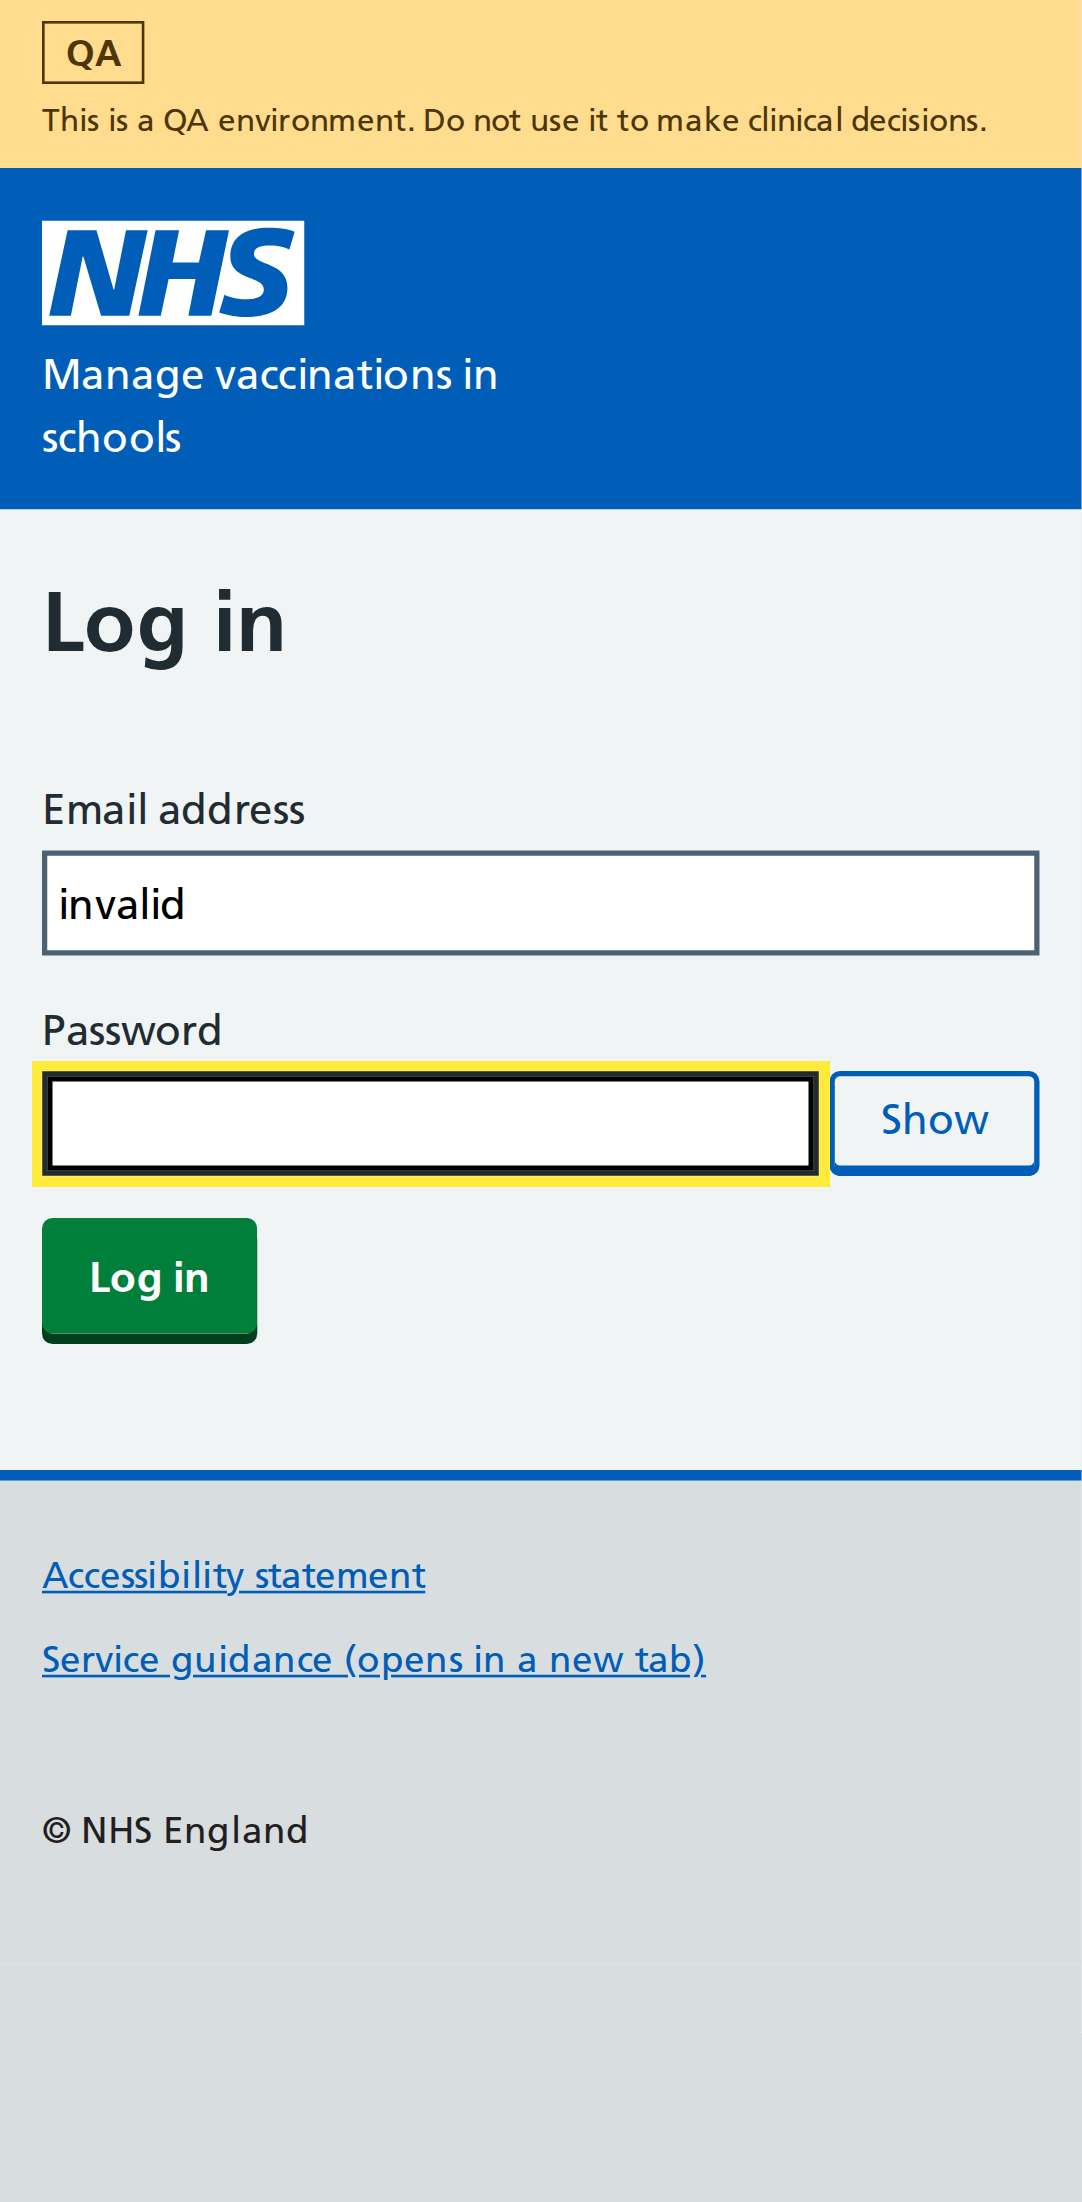 QA
This is a QA environment. Do not use it to make clinical decisions.
NHS
Manage vaccinations in
schools
Log in
Email address
invalid
Password
Show
Log in
Accessibility statement
Service guidance (opens in a new tab)
© NHS England